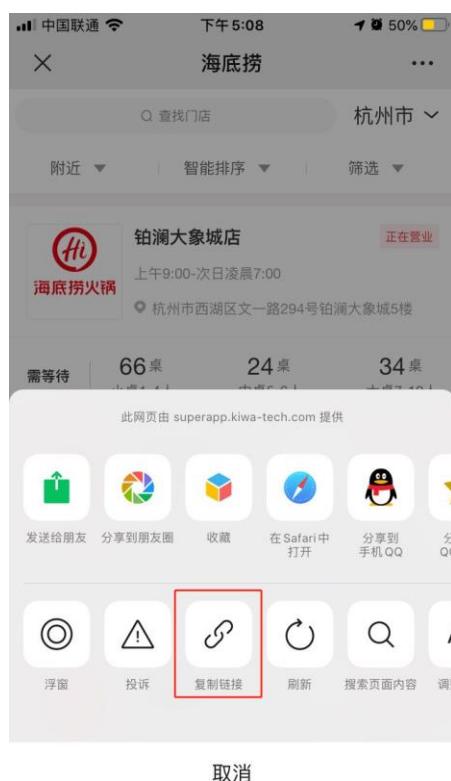 中国联通 下午5:08 50%
海底捞
查找门店 杭州市
附近 智能排序 筛选
Hi
海底捞火锅
铂澜大象城店 正在营业
上午9:00-次日凌晨7:00
杭州市西湖区文一路294号铂澜大象城5楼
需等待 66桌 24桌 34桌
此网页由 superapp.kiwa-tech.com 提供
发送给朋友 分享到朋友圈 收藏 在Safari中 分享到
打开 手机QQ
浮窗 投诉 复制链接 刷新 搜索页面内容
取消